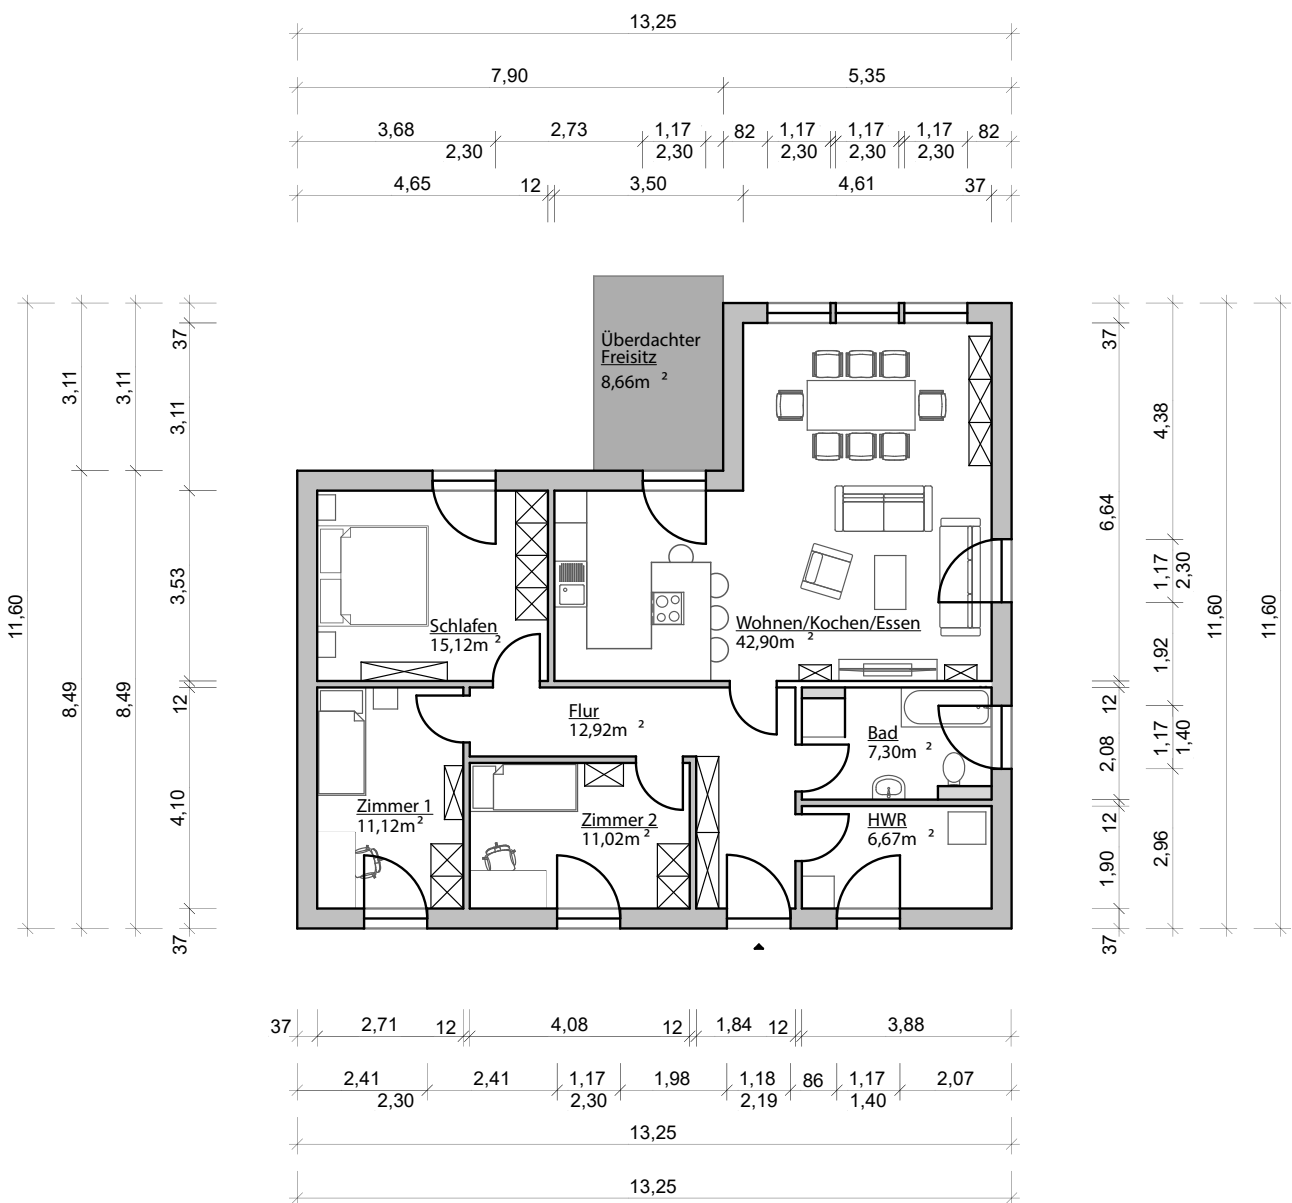 13,25
7,90 5,35
3,68 2,73 1,17 82 1,17 1,17 1,17 82
2,30 2,30 2,30 2,30 2,30
4,65 12 3,50 4,61 37
11,60
3,11
8,49
3,11
8,49
37
3,11
3,53
12
4,10
37
Überdachter
Freisitz
8,66m ²
Schlafen
15,12m ²
Wohnen/Kochen/Essen
42,90m ²
Flur
12,92m ²
Bad
7,30m ²
Zimmer 1
11,12m ²
Zimmer 2
11,02m ²
HWR
6,67m ²
37
6,64
12
2,08
12
1,90
37
4,38
1,17
2,30
1,92
1,17
1,40
2,96
11,60
11,60
37 2,71 12 4,08 12 1,84 12 3,88
2,41 2,41 1,17 1,98 1,18 86 1,17 2,07
2,30 2,30 2,19 1,40
13,25
13,25